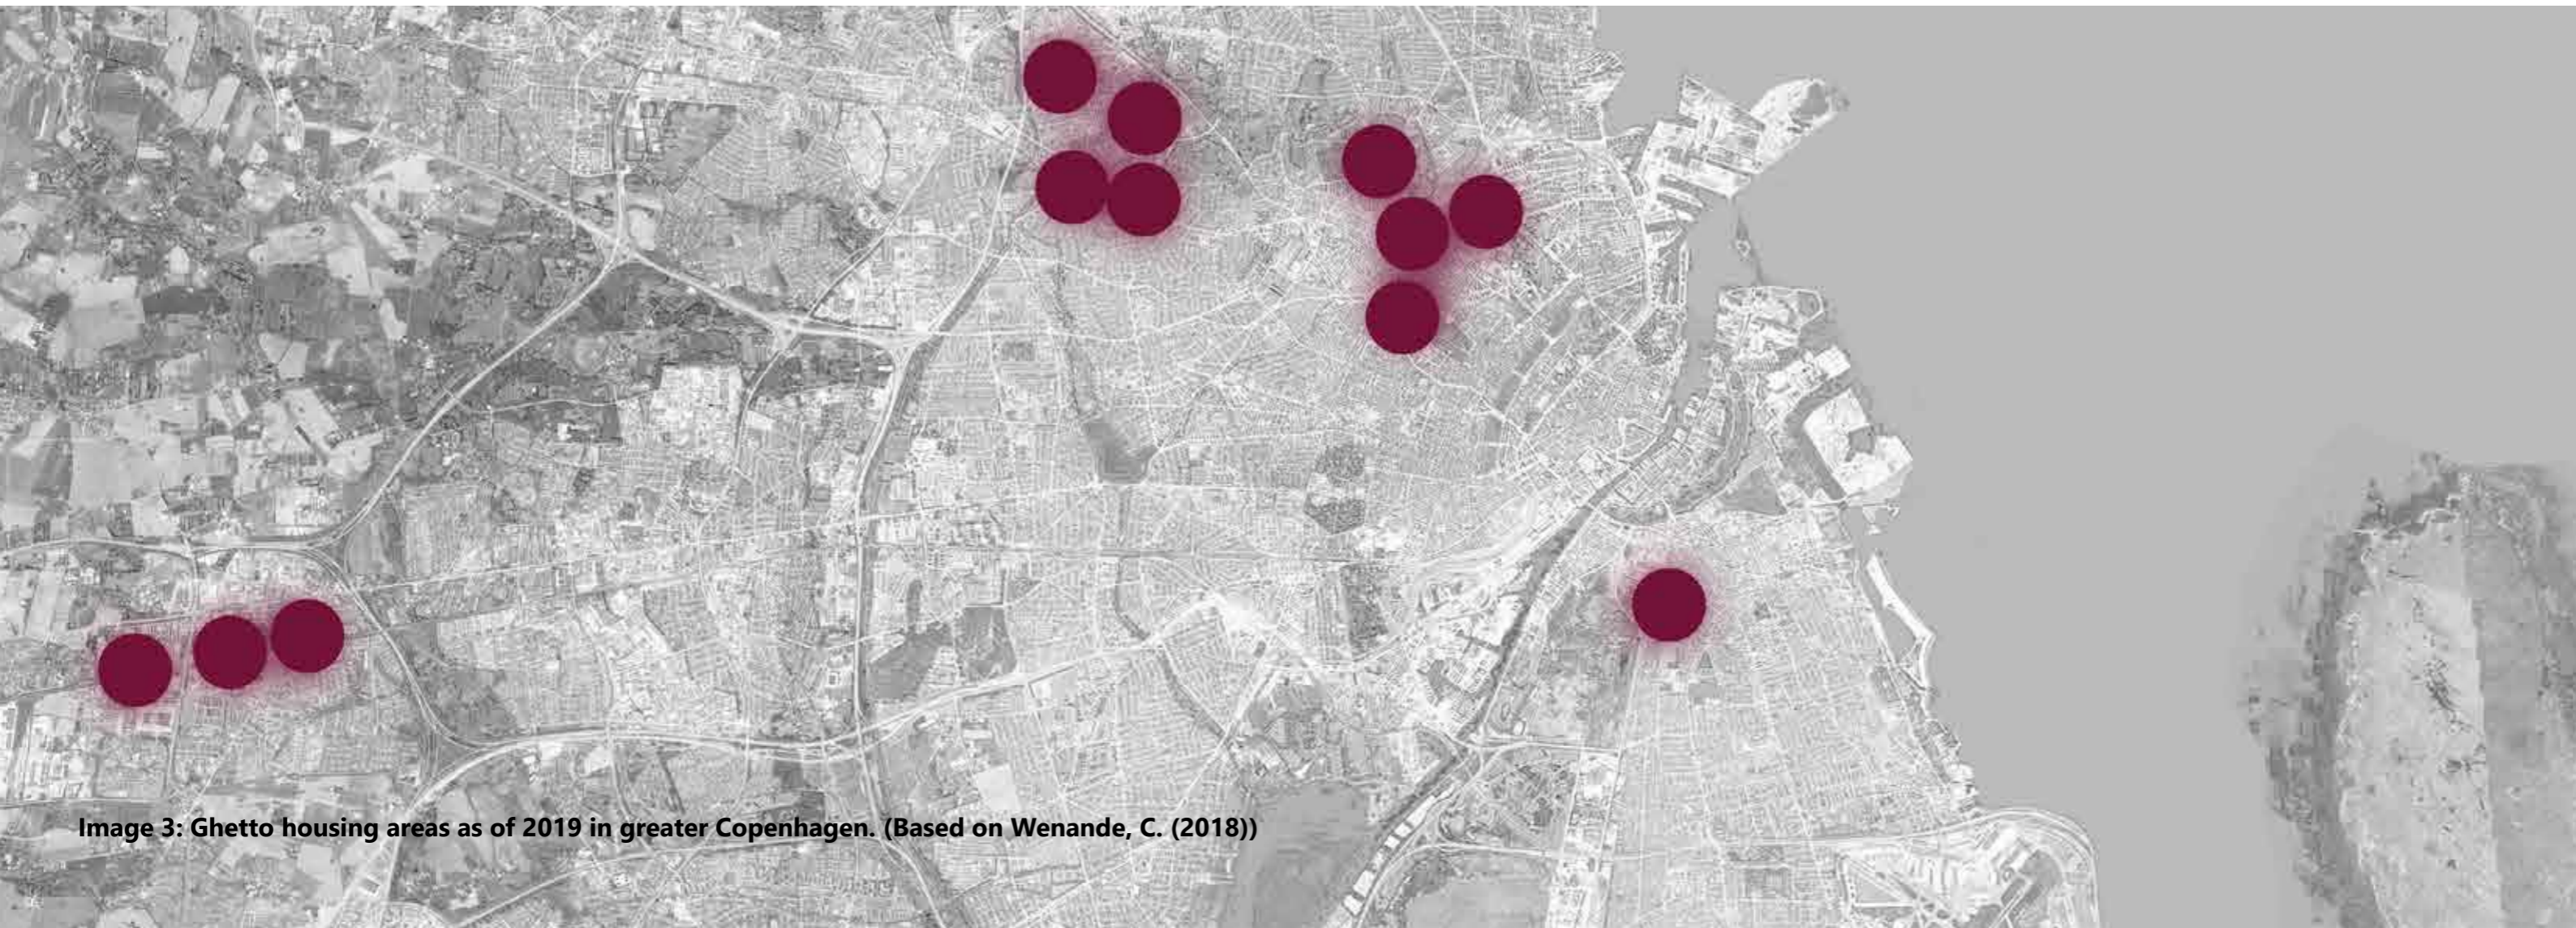 Image 3: Ghetto housing areas as of 2019 in greater Copenhagen. (Based on Wenande, C. (2018))